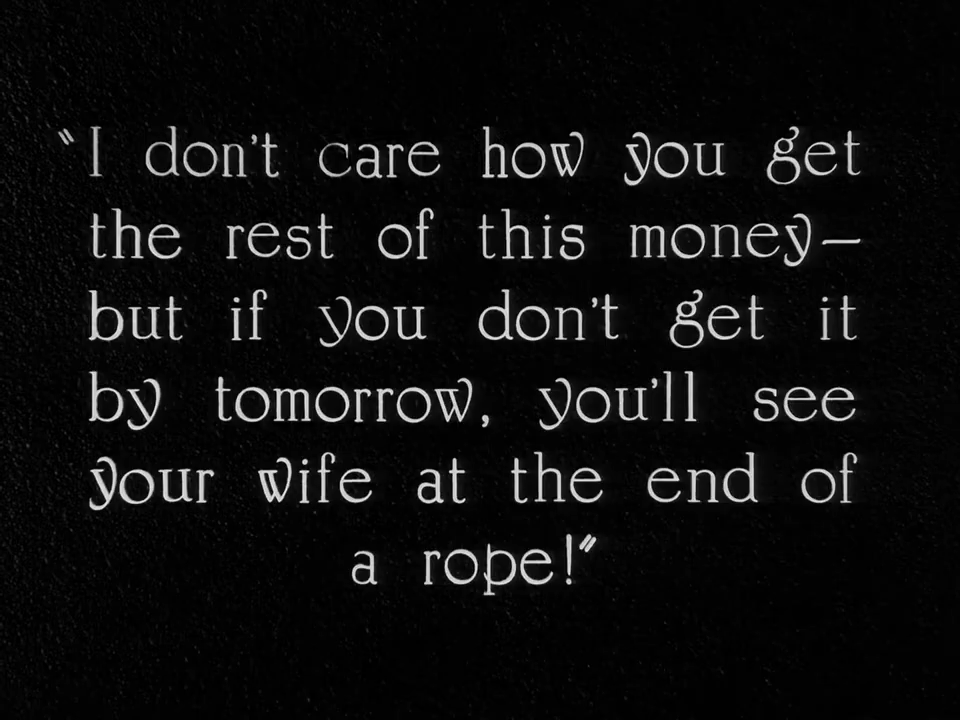 "I don't care how you get
the rest of this money—
but if you don't get it
by tomorrow, you'll see
your wife at the end of
a rope!"